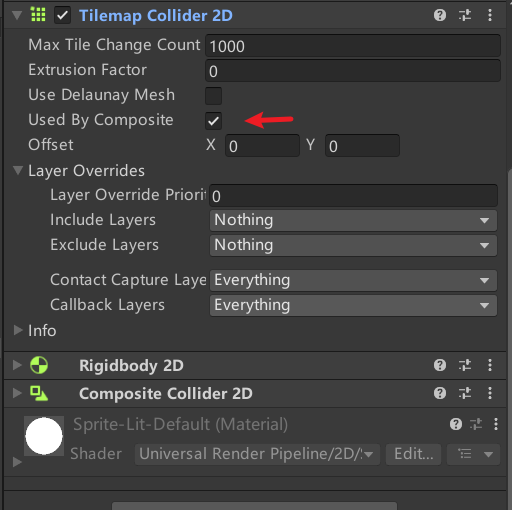 Tilemap Collider 2D
Max Tile Change Count 1000
Extrusion Factor 0
Use Delaunay Mesh
Used By Composite
Offset X 0 Y 0
Layer Overrides
Layer Override Priorit 0
Include Layers Nothing
Exclude Layers Nothing
Contact Capture Laye Everything
Callback Layers Everything
Info
Rigidbody 2D
Composite Collider 2D
Sprite-Lit-Default (Material)
Shader Universal Render Pipeline/2D/ Edit...